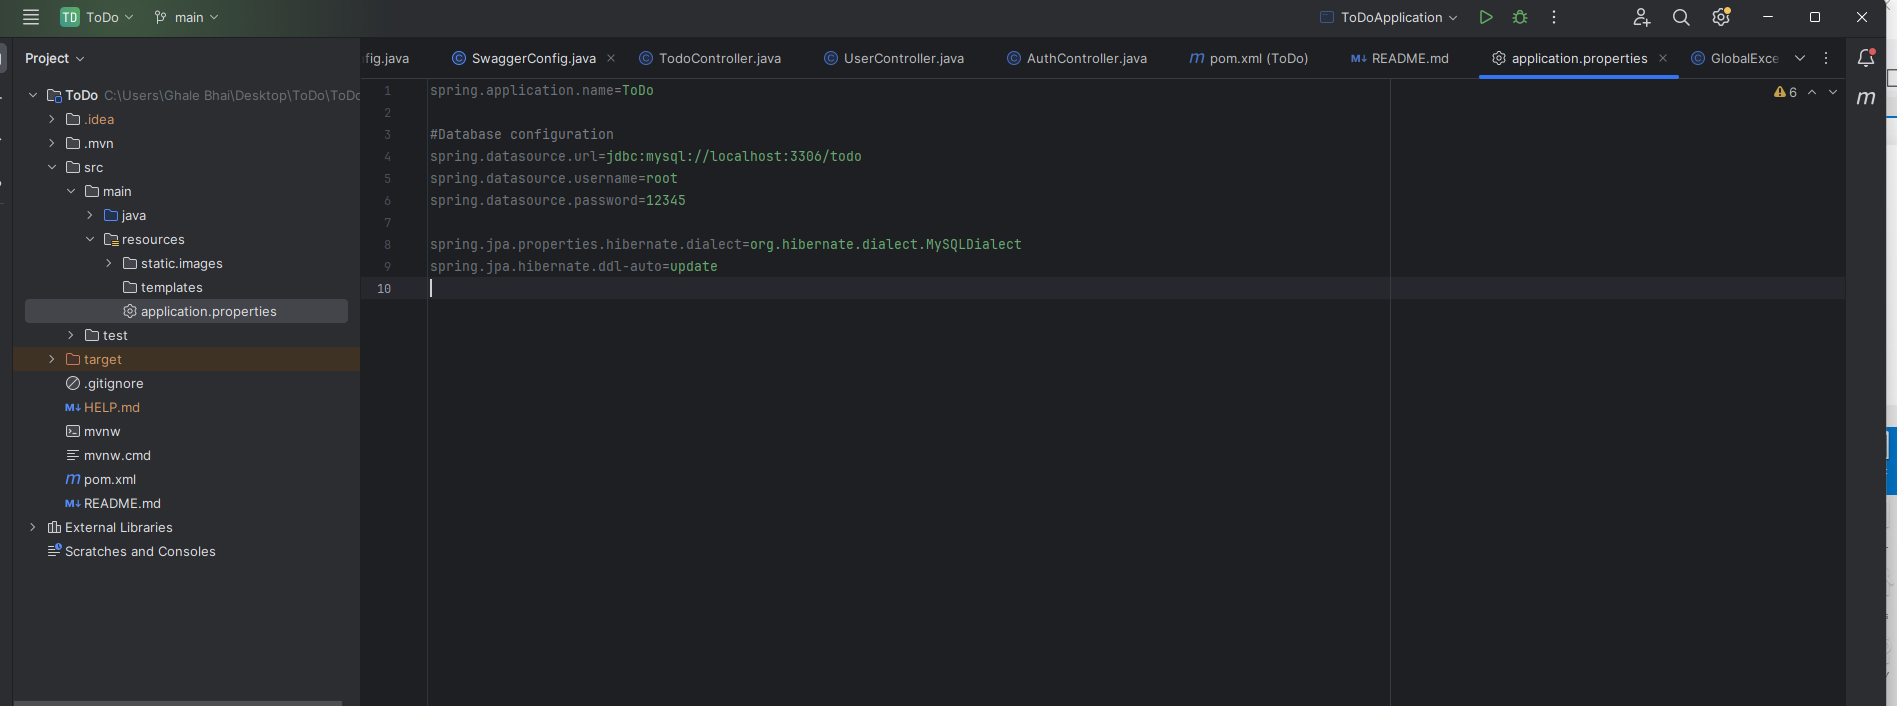 TD ToDo main ToDoApplication
Project
fig.java SwaggerConfig.java TodoController.java UserController.java AuthController.java pom.xml (ToDo) README.md application.properties GlobalExce
ToDo C:\Users\Ghale Bhai\Desktop\ToDo\ToDo
.idea
.mvn
src
main
java
resources
static.images
templates
application.properties
test
target
.gitignore
HELP.md
mvnw
mvnw.cmd
pom.xml
README.md
External Libraries
Scratches and Consoles
6
1 spring.application.name=ToDo
2
3 #Database configuration
4 spring.datasource.url=jdbc:mysql://localhost:3306/todo
5 spring.datasource.username=root
6 spring.datasource.password=12345
7
8 spring.jpa.properties.hibernate.dialect=org.hibernate.dialect.MySQLDialect
9 spring.jpa.hibernate.ddl-auto=update
10